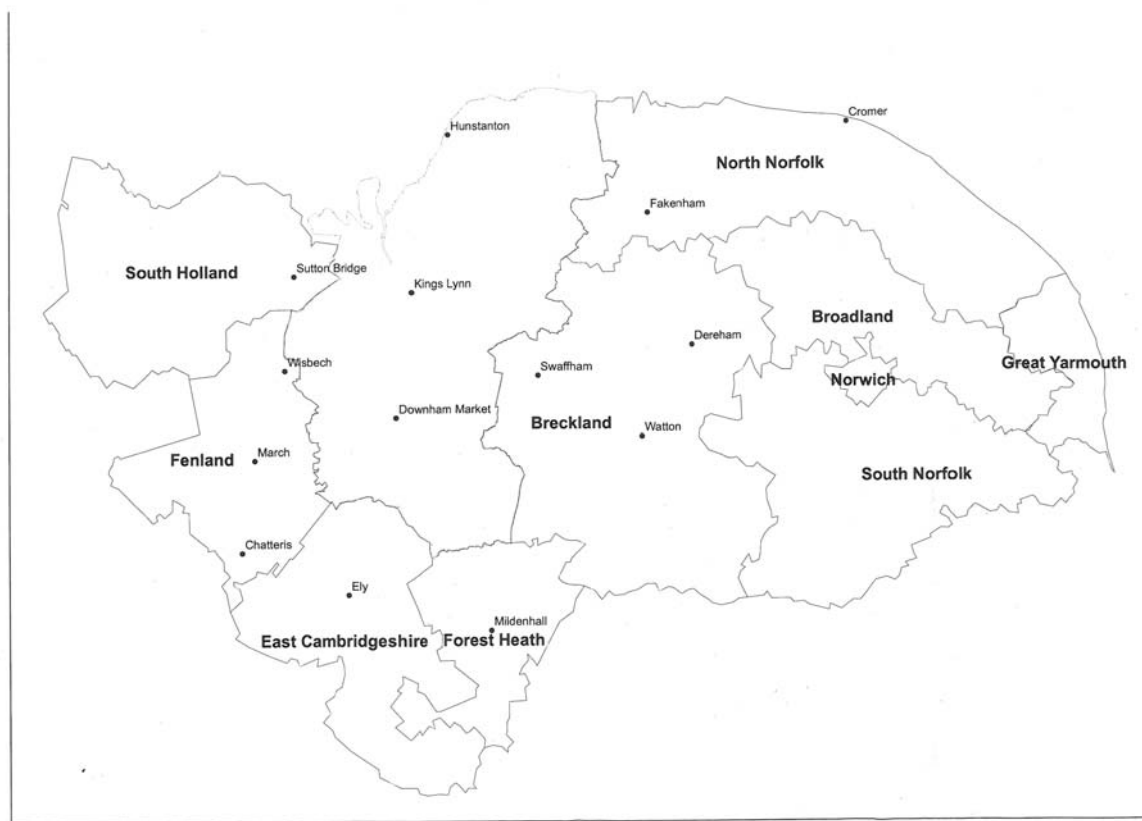 Cromer
Hunstanton
North Norfolk
Fakenham
South Holland
Sutton Bridge
Kings Lynn
Broadland
Dereham
Wisbech
Swaffham
Norwich
Great Yarmouth
Downham Market
Breckland
Watton
Fenland
March
South Norfolk
Chatteris
Ely
Mildenhall
East Cambridgeshire
Forest Heath